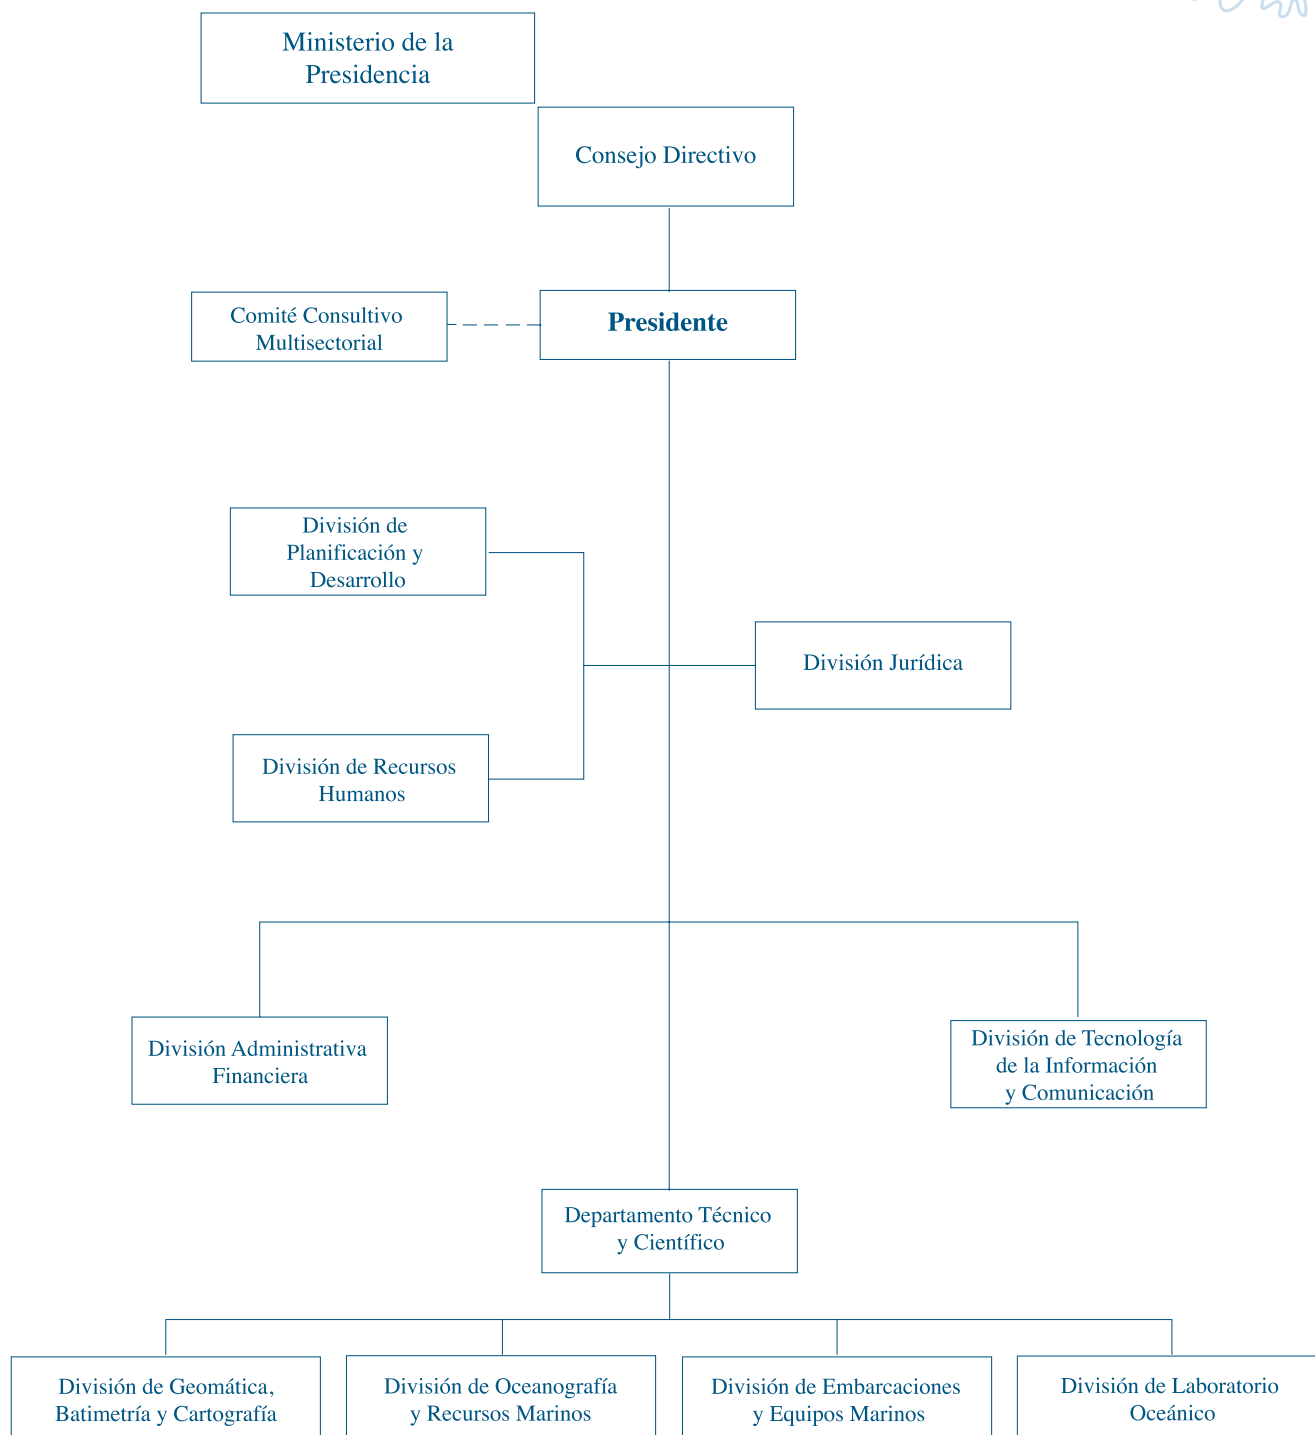 Ministerio de la
Presidencia
Consejo Directivo
Comité Consultivo
Multisectorial
Presidente
División de
Planificación y
Desarrollo
División Jurídica
División de Recursos
Humanos
División Administrativa
Financiera
División de Tecnología
de la Información
y Comunicación
Departamento Técnico
y Científico
División de Geomática,
Batimetría y Cartografía
División de Oceanografía
y Recursos Marinos
División de Embarcaciones
y Equipos Marinos
División de Laboratorio
Oceánico